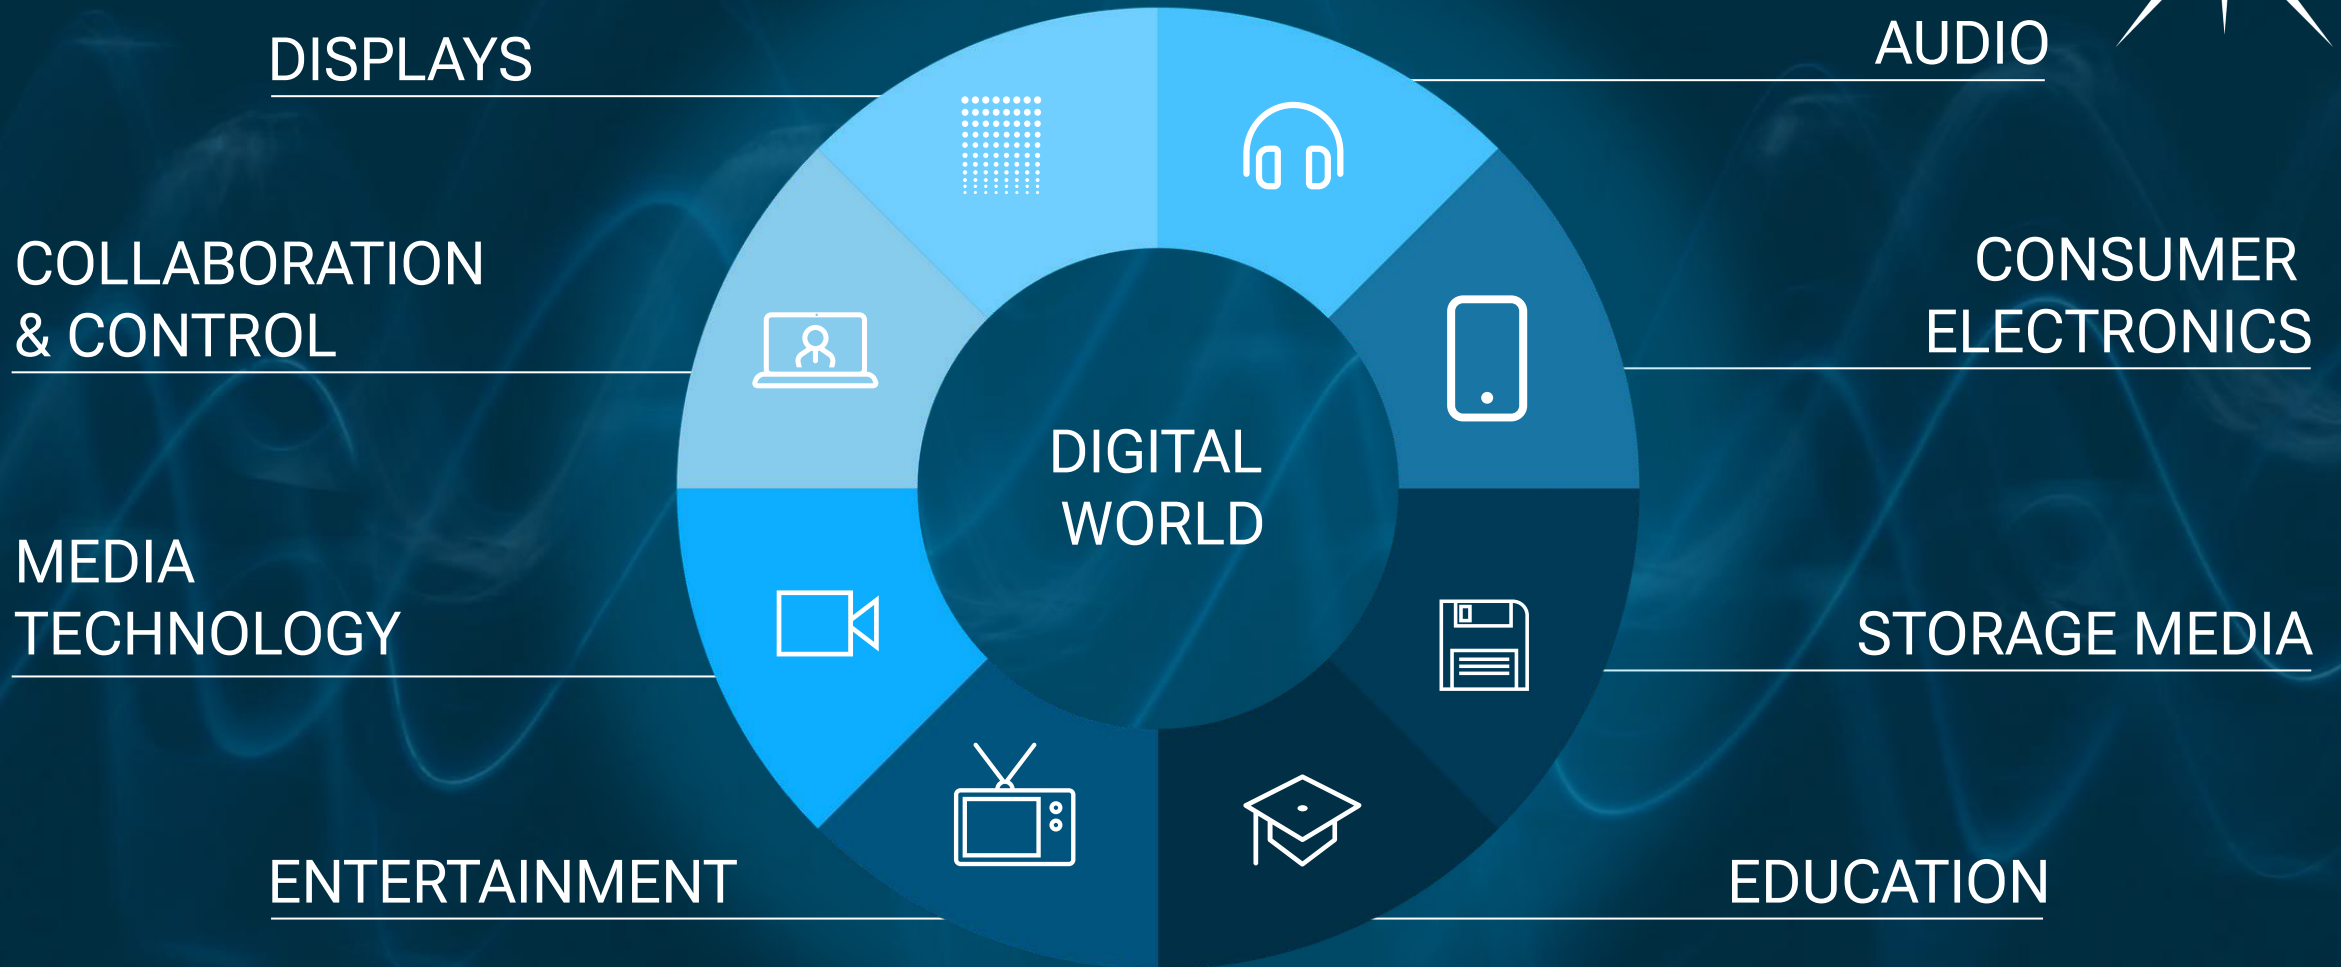 DISPLAYS
AUDIO
COLLABORATION
& CONTROL
CONSUMER
ELECTRONICS
DIGITAL
WORLD
MEDIA
TECHNOLOGY
STORAGE MEDIA
ENTERTAINMENT
EDUCATION